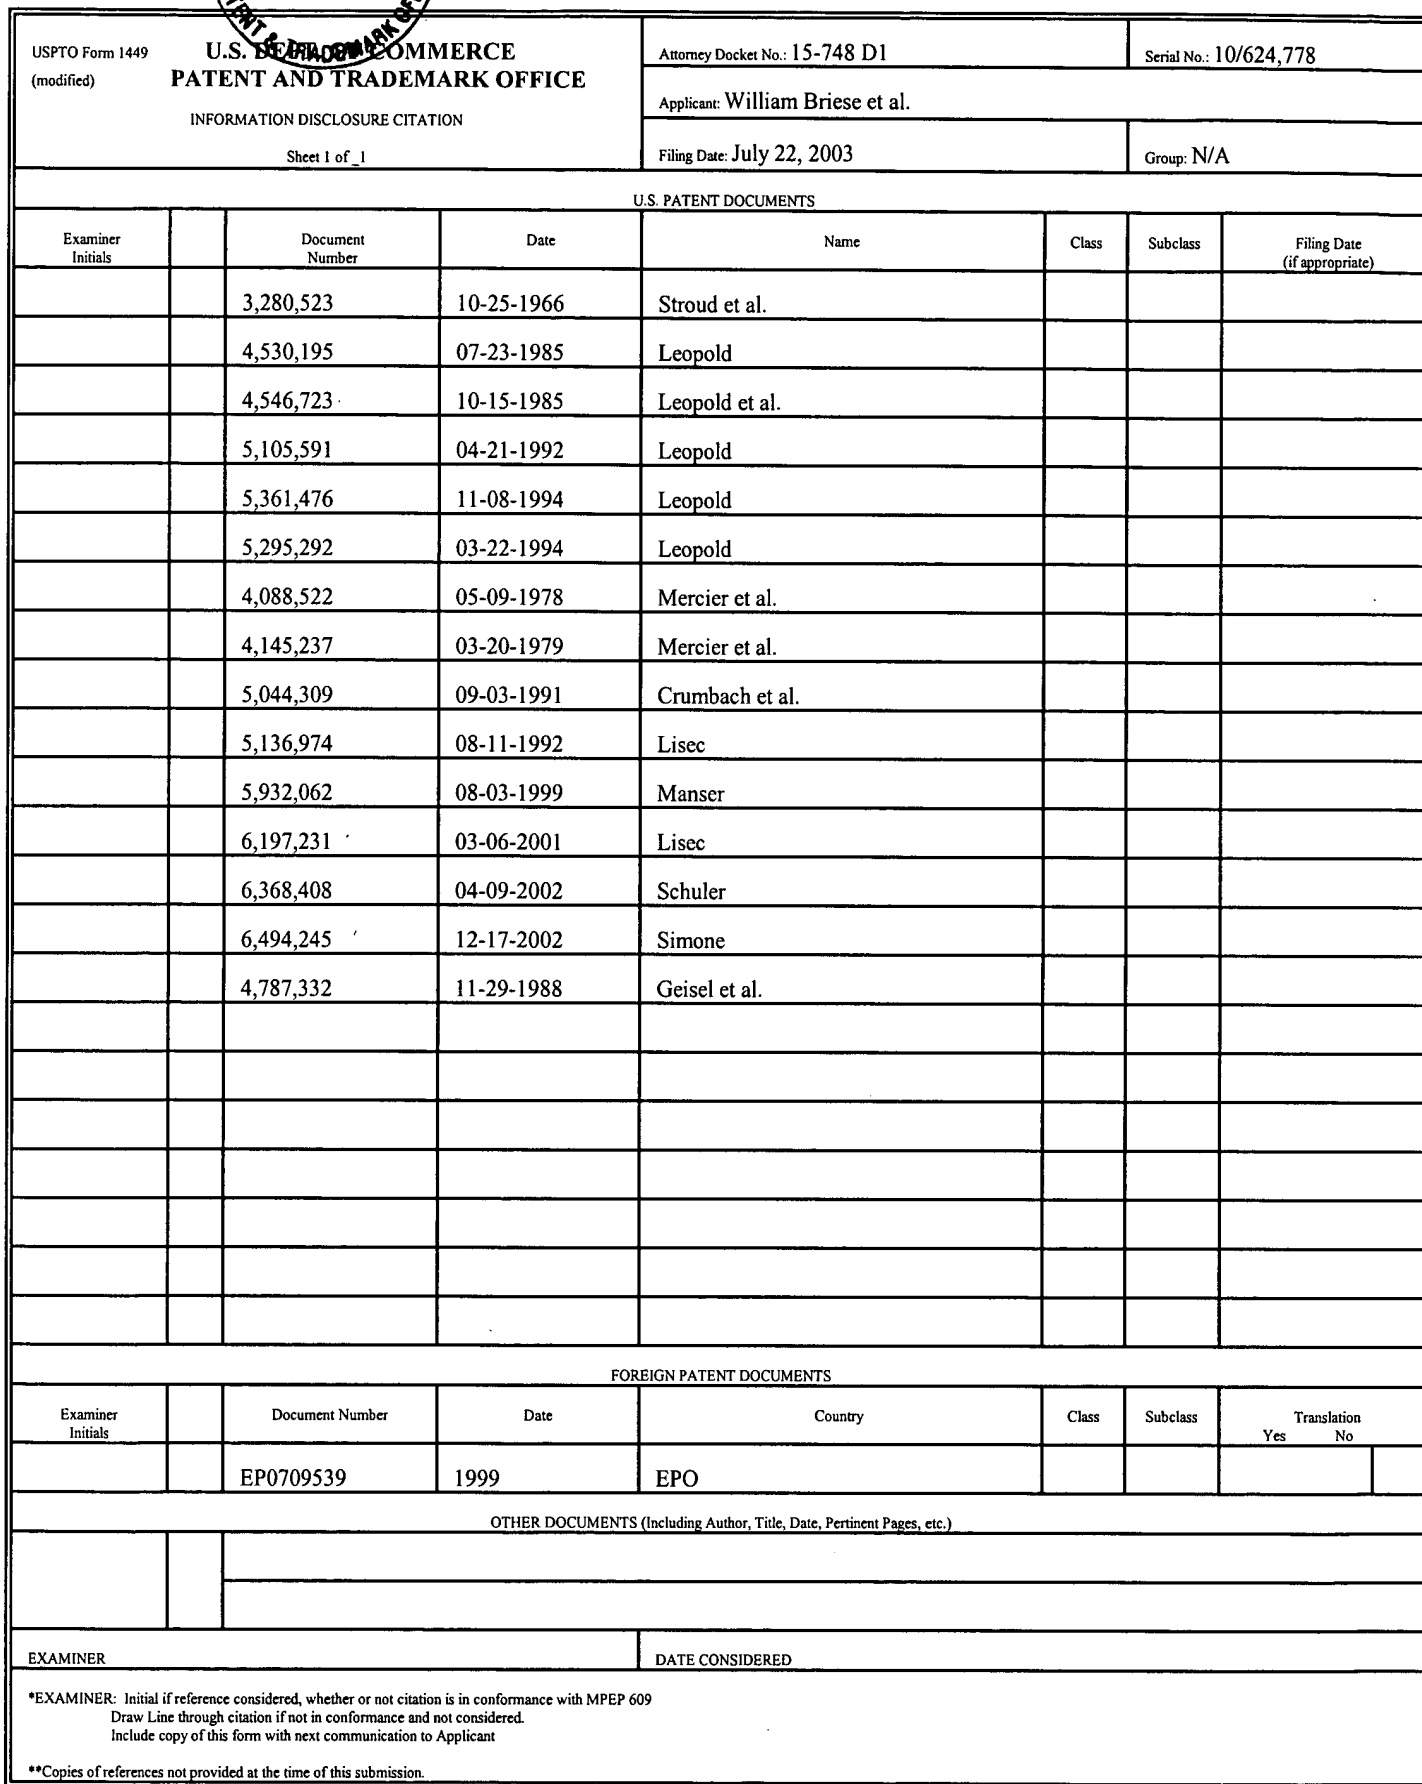 USPTO Form 1449
(modified)
U.S. DEPT. OF COMMERCE
PATENT AND TRADEMARK OFFICE
INFORMATION DISCLOSURE CITATION
Sheet 1 of _1
PATENT & TRADEMARK
Attorney Docket No.: 15-748 D1
Serial No.: 10/624,778
Applicant: William Briese et al.
Filing Date: July 22, 2003
Group: N/A
U.S. PATENT DOCUMENTS
Examiner Initials Document Number Date Name Class Subclass Filing Date (if appropriate)
3,280,523 10-25-1966 Stroud et al.
4,530,195 07-23-1985 Leopold
4,546,723 10-15-1985 Leopold et al.
5,105,591 04-21-1992 Leopold
5,361,476 11-08-1994 Leopold
5,295,292 03-22-1994 Leopold
4,088,522 05-09-1978 Mercier et al.
4,145,237 03-20-1979 Mercier et al.
5,044,309 09-03-1991 Crumbach et al.
5,136,974 08-11-1992 Lisec
5,932,062 08-03-1999 Manser
6,197,231 03-06-2001 Lisec
6,368,408 04-09-2002 Schuler
6,494,245 12-17-2002 Simone
4,787,332 11-29-1988 Geisel et al.
FOREIGN PATENT DOCUMENTS
Examiner Initials Document Number Date Country Class Subclass Translation Yes No
EP0709539 1999 EPO
OTHER DOCUMENTS (Including Author, Title, Date, Pertinent Pages, etc.)
EXAMINER DATE CONSIDERED
*EXAMINER: Initial if reference considered, whether or not citation is in conformance with MPEP 609
Draw Line through citation if not in conformance and not considered.
Include copy of this form with next communication to Applicant
**Copies of references not provided at the time of this submission.